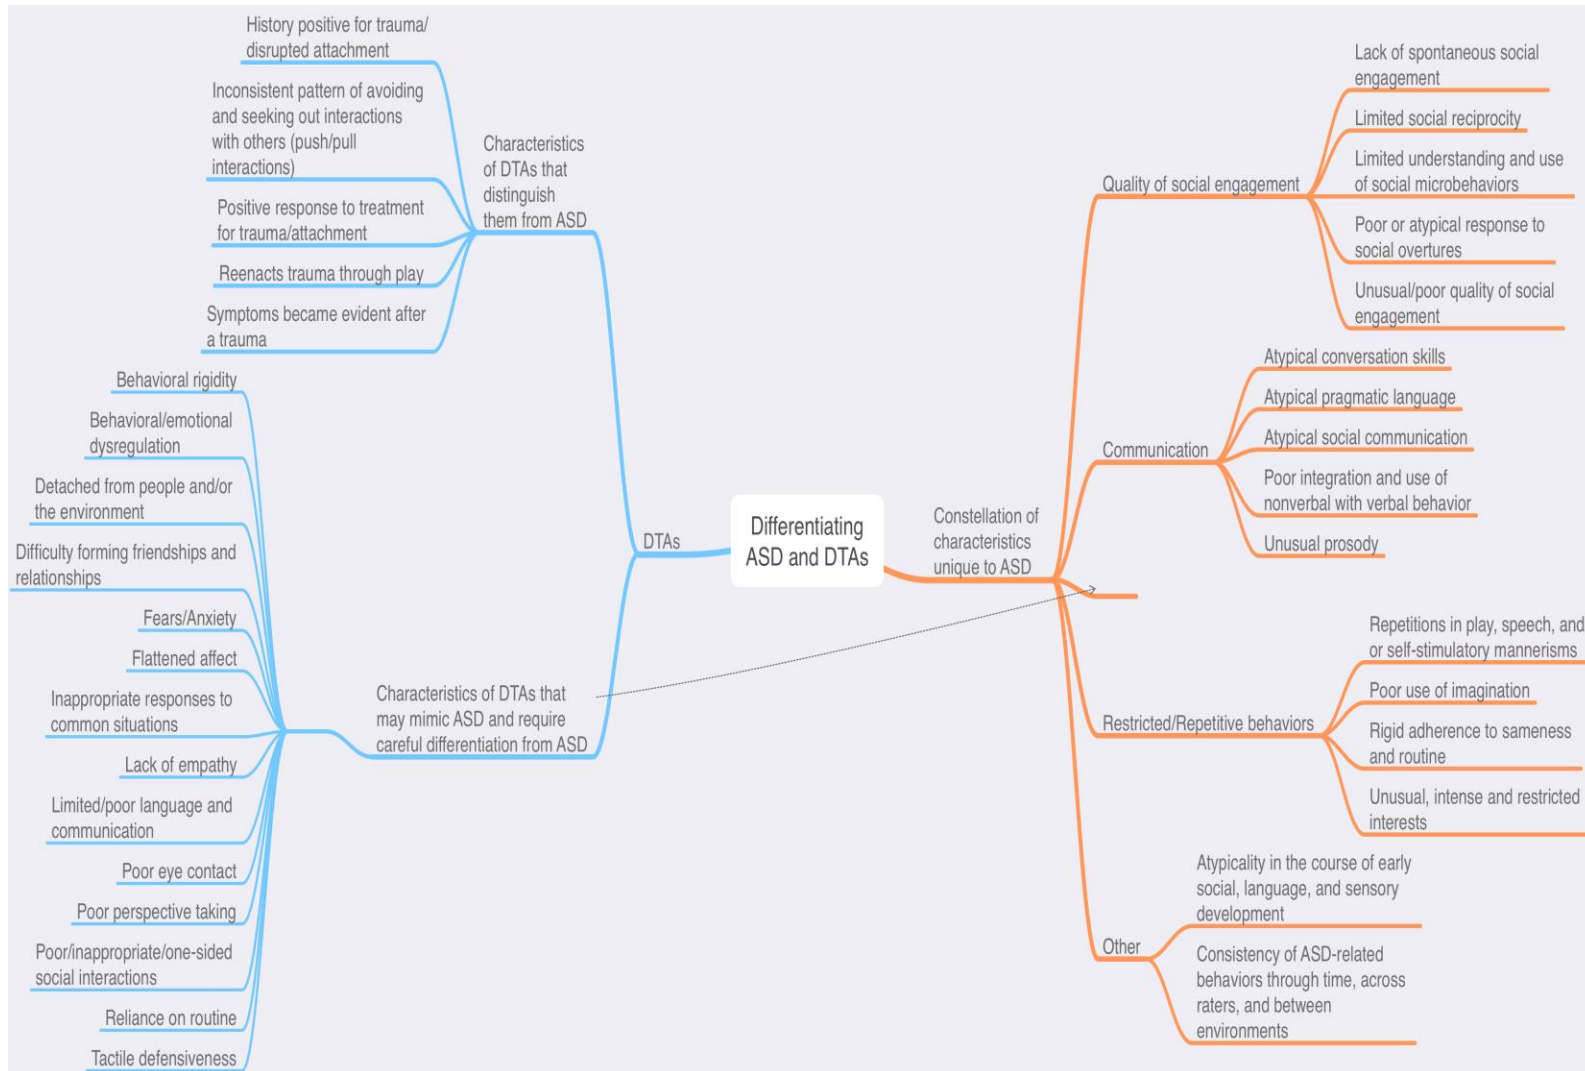 Differentiating
ASD and DTAs
DTAs
Characteristics
of DTAs that
distinguish
them from ASD
History positive for trauma/
disrupted attachment
Inconsistent pattern of avoiding
and seeking out interactions
with others (push/pull
interactions)
Positive response to treatment
for trauma/attachment
Reenacts trauma through play
Symptoms became evident after
a trauma
Characteristics of DTAs that
may mimic ASD and require
careful differentiation from ASD
Behavioral rigidity
Behavioral/emotional
dysregulation
Detached from people and/or
the environment
Difficulty forming friendships and
relationships
Fears/Anxiety
Flattened affect
Inappropriate responses to
common situations
Lack of empathy
Limited/poor language and
communication
Poor eye contact
Poor perspective taking
Poor/inappropriate/one-sided
social interactions
Reliance on routine
Tactile defensiveness
Constellation of
characteristics
unique to ASD
Quality of social engagement
Lack of spontaneous social
engagement
Limited social reciprocity
Limited understanding and use
of social microbehaviors
Poor or atypical response to
social overtures
Unusual/poor quality of social
engagement
Communication
Atypical conversation skills
Atypical pragmatic language
Atypical social communication
Poor integration and use of
nonverbal with verbal behavior
Unusual prosody
Restricted/Repetitive behaviors
Repetitions in play, speech, and
or self-stimulatory mannerisms
Poor use of imagination
Rigid adherence to sameness
and routine
Unusual, intense and restricted
interests
Other
Atypicality in the course of early
social, language, and sensory
development
Consistency of ASD-related
behaviors through time, across
raters, and between
environments